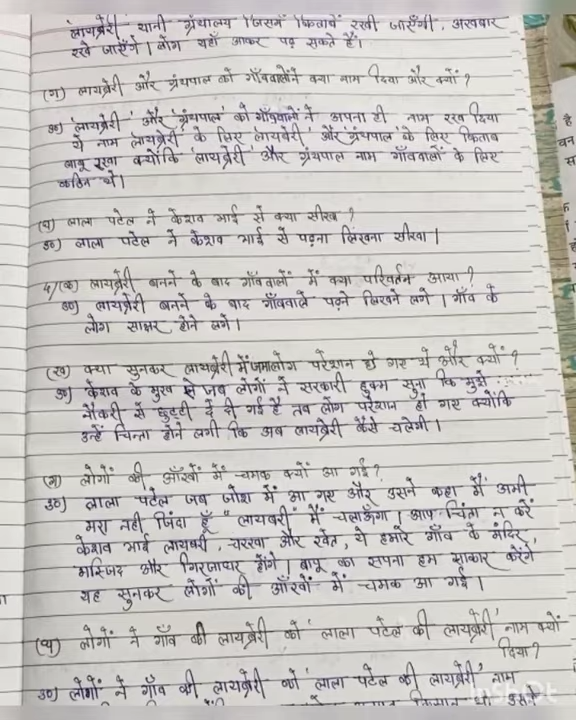 लायब्रेरी यानी ग्रंथालय जिसमें किताबें रखी जाएँगी, अखबार
रखे जाएँगे। लोग यहाँ आकर पढ़ सकते हैं।
(ग) लायब्रेरी और ग्रंथपाल को गाँववालोंने क्या नाम दिया और क्यों?
उ०) 'लायब्रेरी' और 'ग्रंथपाल' को गाँववालों ने अपना ही नाम रख दिया
ये नाम 'लायब्रेरी' के लिए 'लायबेरी' और 'ग्रंथपाल' के लिए किताब
बाबू रखा क्योंकि लायब्रेरी और ग्रंथपाल नाम गाँववालों के लिए
कठिन थे।
(घ) लाला पटेल ने केशव भाई से क्या सीखा?
उ०) लाला पटेल ने केशव भाई से पढ़ना लिखना सीखा।
(क) लायब्रेरी बनने के बाद गाँववालों में क्या परिवर्तन आया?
उ०) लायब्रेरी बनने के बाद गाँववाले पढ़ने लिखने लगे। गाँव के
लोग साक्षर होने लगे।
(ख) क्या सुनकर लायब्रेरी में जमा लोग परेशान हो गए थे और क्यों?
उ०) केशव के मुख से जब लोगों ने सरकारी हुक्म सुना कि मुझे
नौकरी से छुट्टी दे दी गई है तब लोग परेशान हो गए क्योंकि
उन्हें चिन्ता होने लगी कि अब लायब्रेरी कैसे चलेगी।
(ग) लोगों की आँखों में चमक क्यों आ गई?
उ०) लाला पटेल जब जोश में आ गए और उसने कहा मैं अभी
मरा नहीं जिंदा हूँ "लायबरी" मैं चलाऊँगा। आप चिंता न करें
केशव भाई लायबरी, चरखा और खेत, ये हमारे गाँव के मंदिर,
मस्जिद और गिरजाघर होंगे। बापू का सपना हम साकार करेंगे
यह सुनकर लोगों की आँखों में चमक आ गई।
(घ) लोगों ने गाँव की लायब्रेरी को 'लाला पटेल की लायब्रेरी' नाम क्यों
दिया?
उ०) लोगों ने गाँव की लायब्रेरी को 'लाला पटेल की लायब्रेरी' नाम